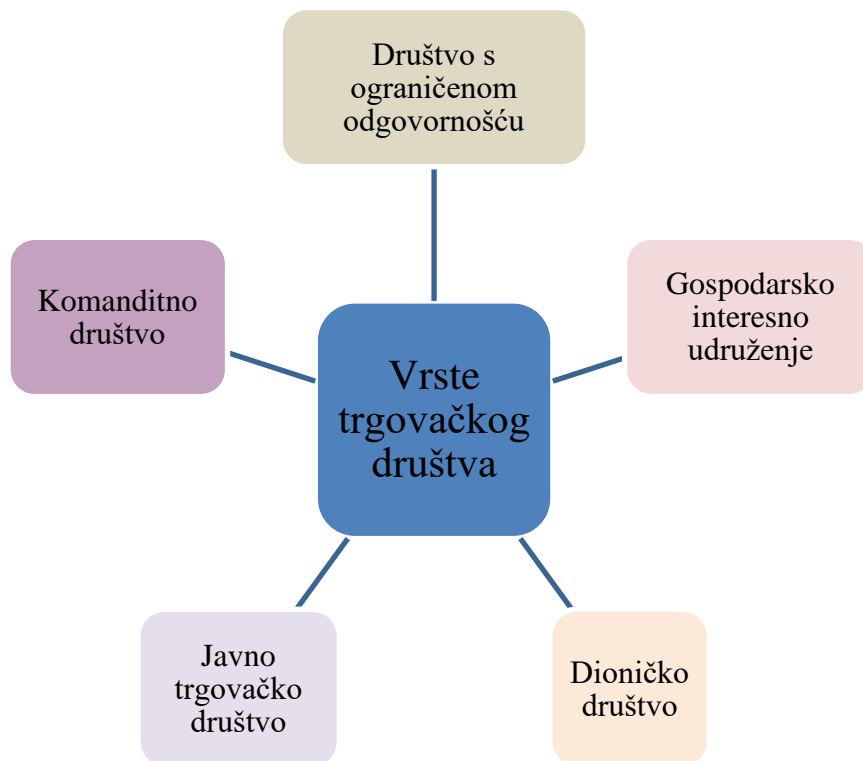 Društvo s
ograničenom
odgovornošću
Komanditno
društvo
Gospodarsko
interesno
udruženje
Vrste
trgovačkog
društva
Javno
trgovačko
društvo
Dioničko
društvo